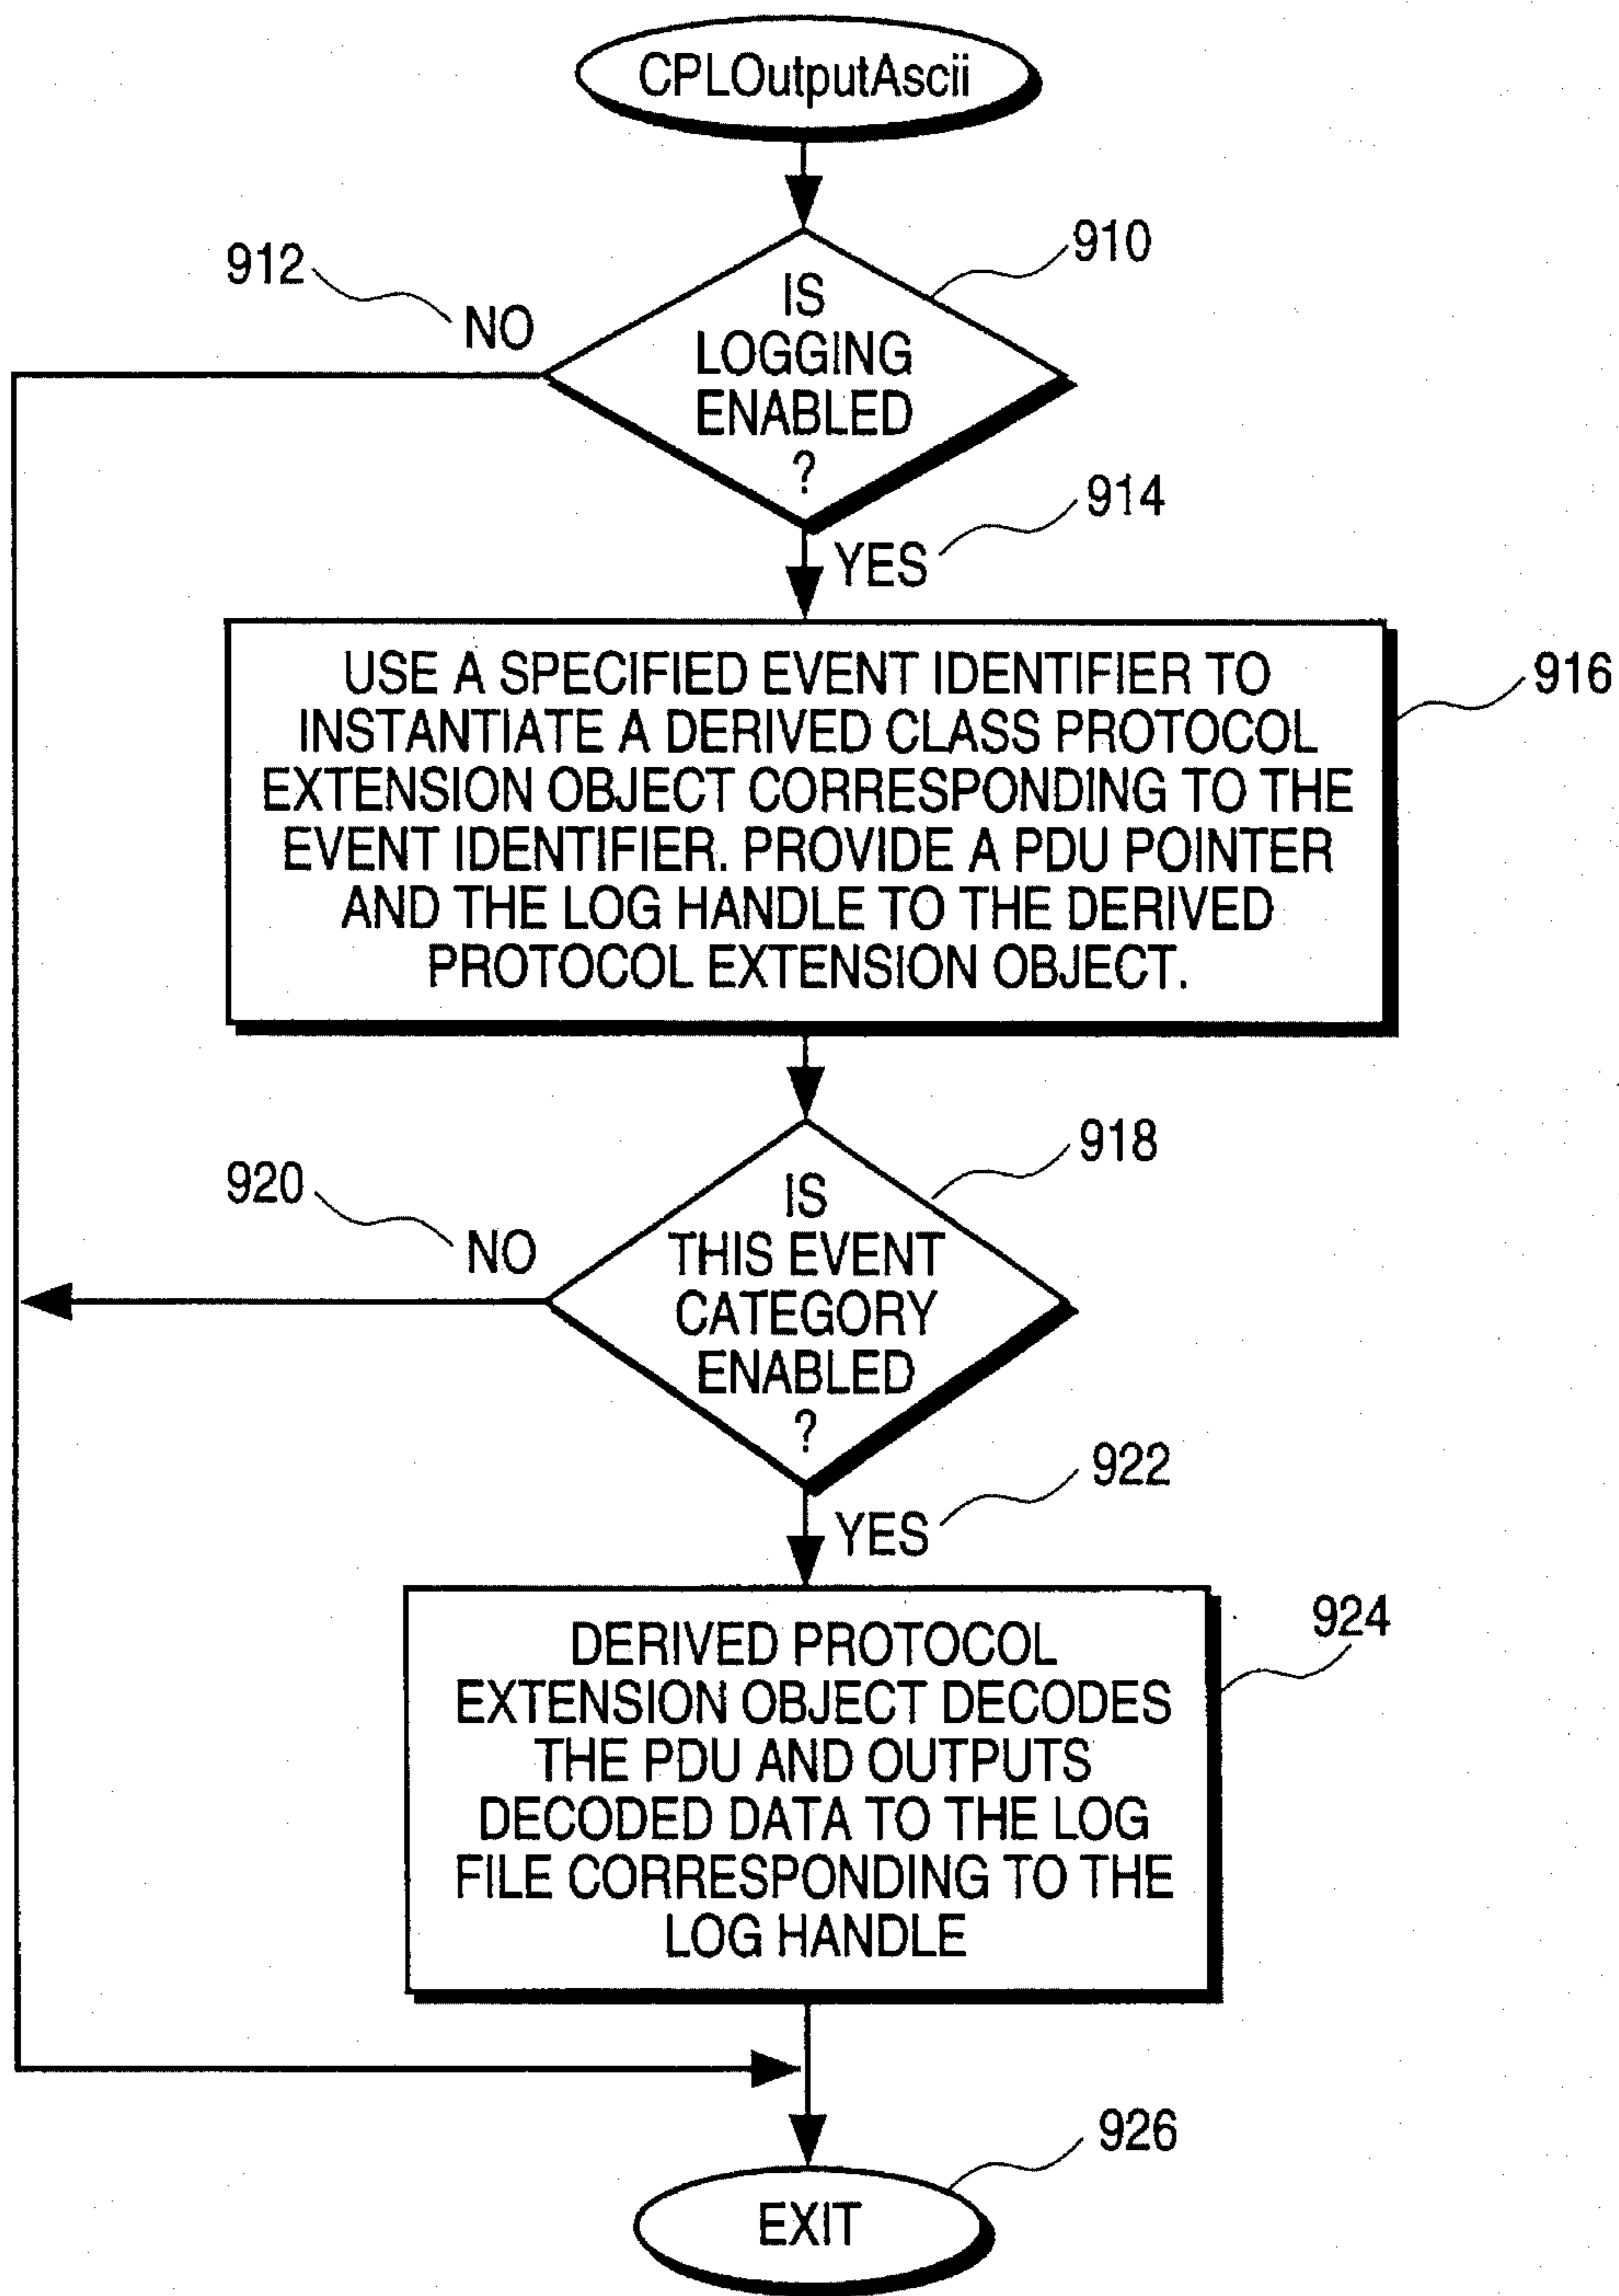 CPLOutputAscii
910
912
IS
LOGGING
ENABLED
?
NO
914
YES
USE A SPECIFIED EVENT IDENTIFIER TO
INSTANTIATE A DERIVED CLASS PROTOCOL
EXTENSION OBJECT CORRESPONDING TO THE
EVENT IDENTIFIER. PROVIDE A PDU POINTER
AND THE LOG HANDLE TO THE DERIVED
PROTOCOL EXTENSION OBJECT.
916
918
920
IS
THIS EVENT
CATEGORY
ENABLED
?
NO
922
YES
DERIVED PROTOCOL
EXTENSION OBJECT DECODES
THE PDU AND OUTPUTS
DECODED DATA TO THE LOG
FILE CORRESPONDING TO THE
LOG HANDLE
924
926
EXIT